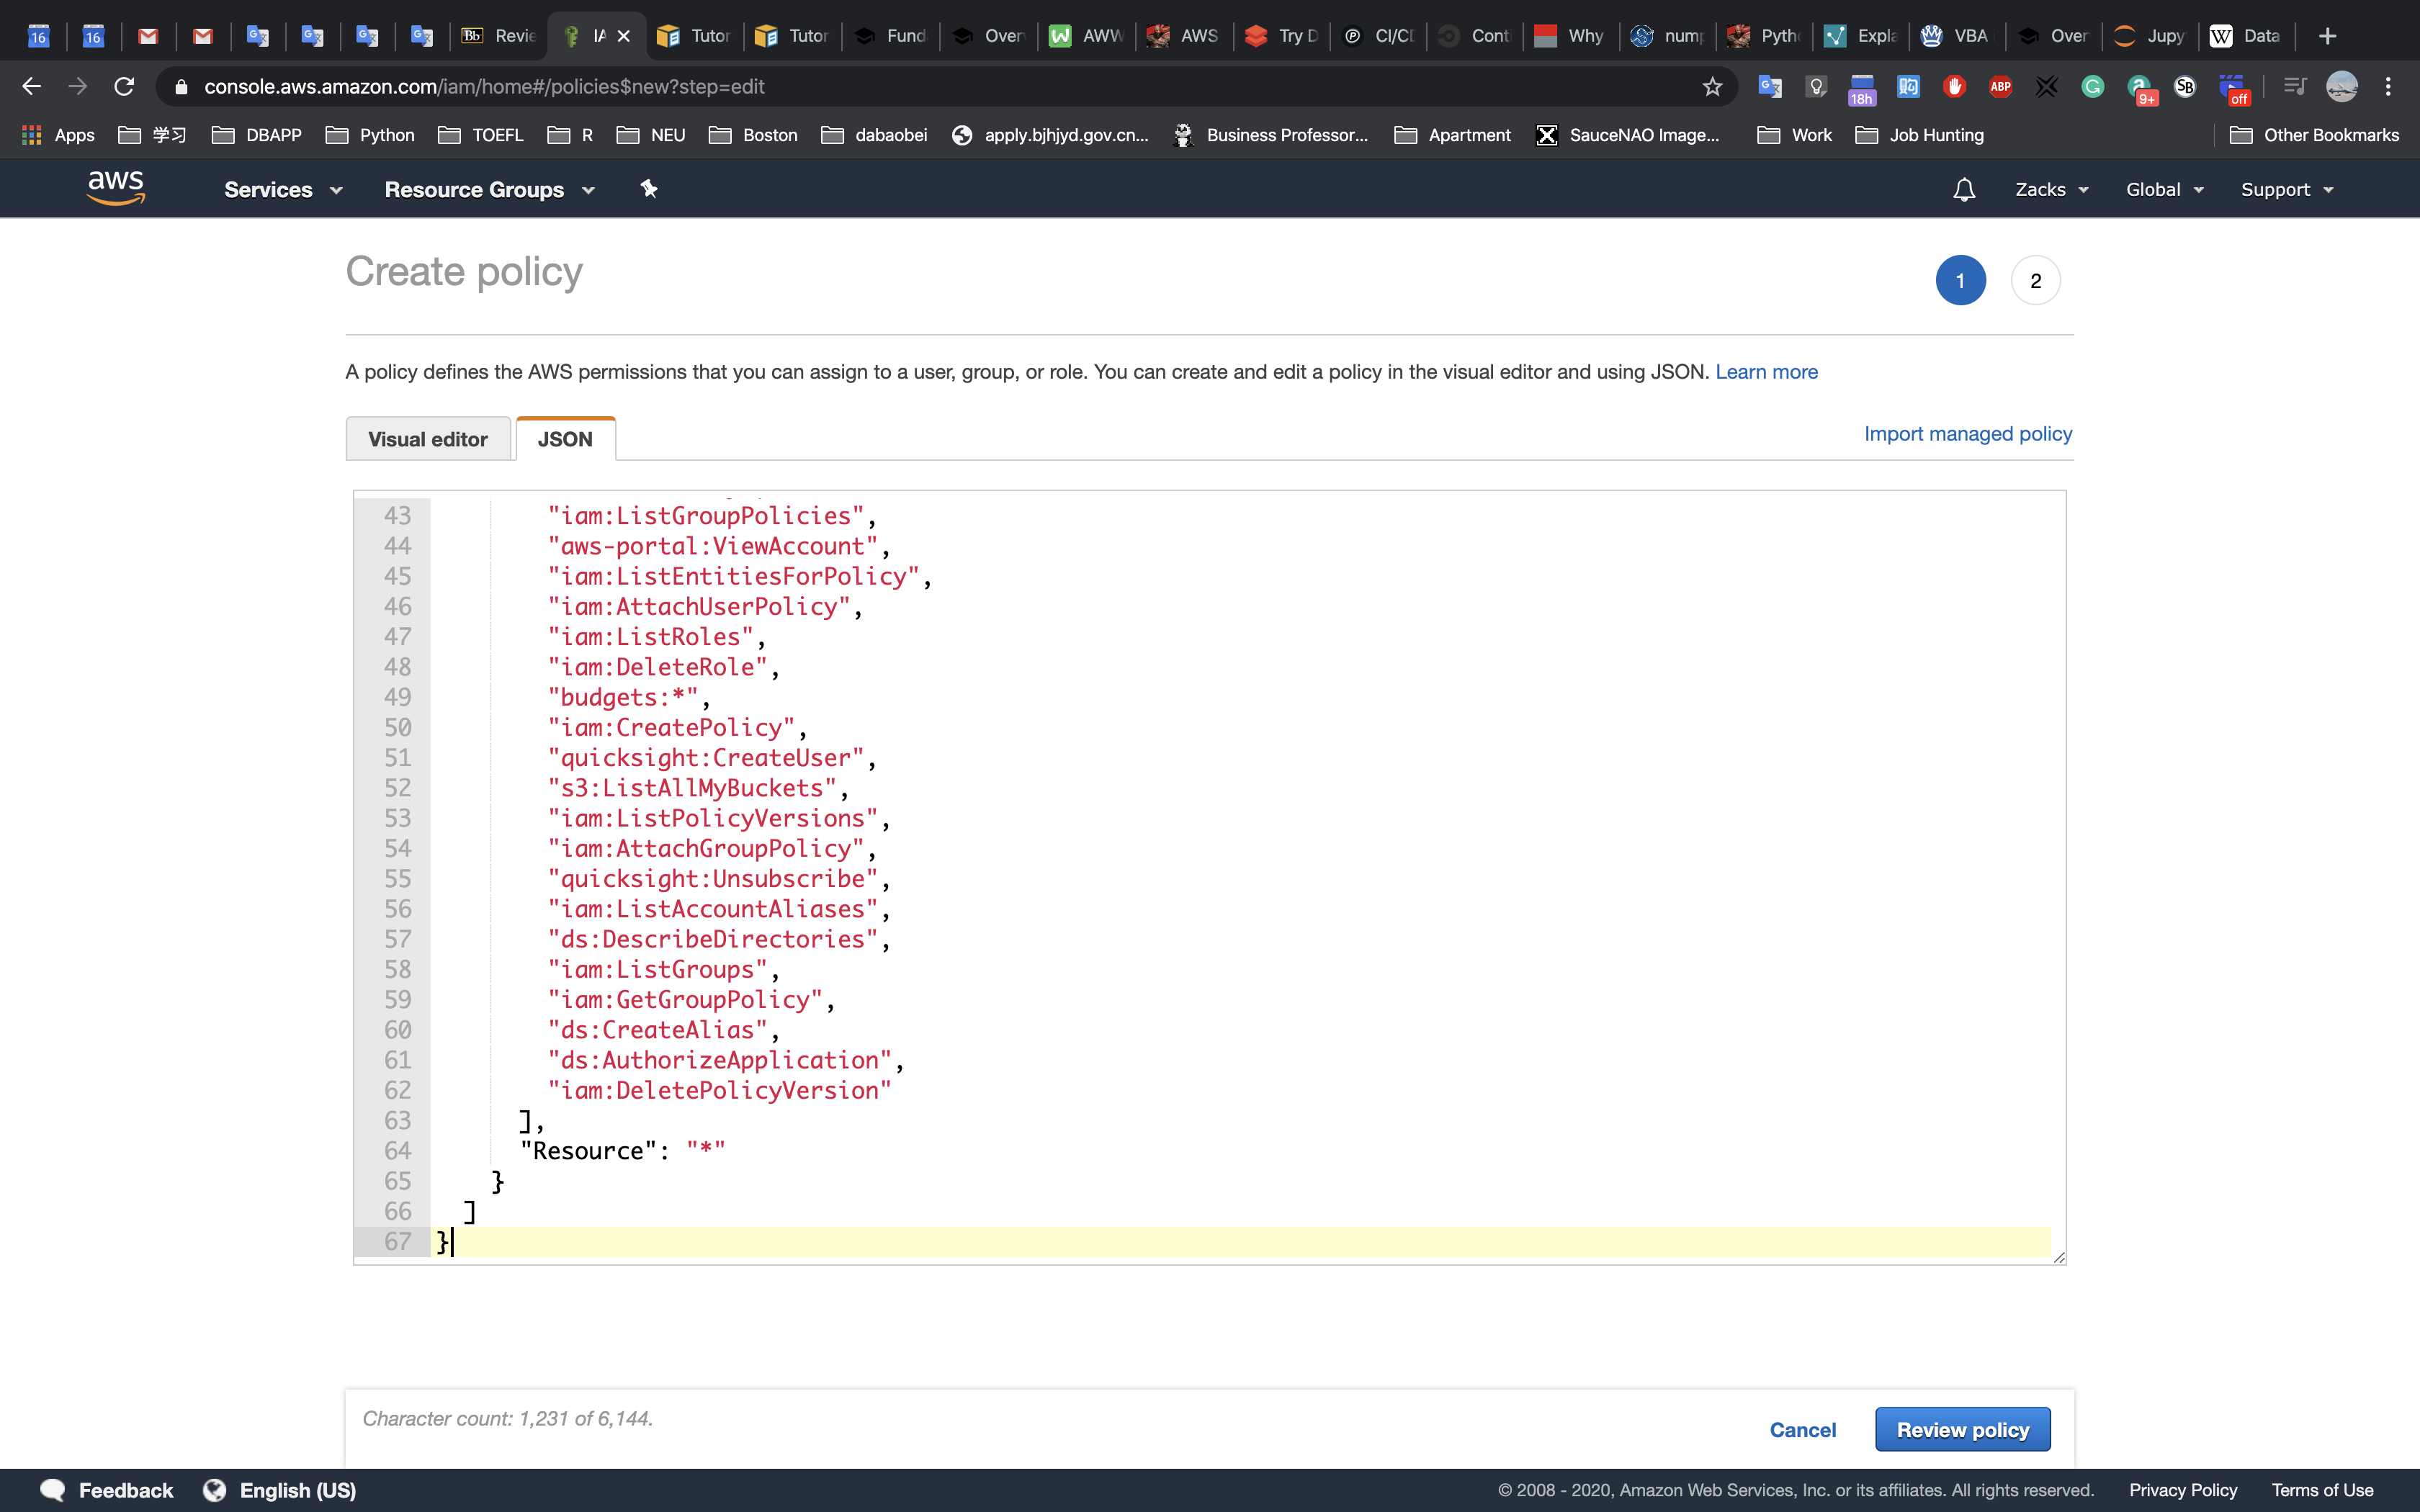 16
16
Bb Revie
IA
Tutor
Tutor
Fund
Over
AWW
AWS
Try D
CI/CD
Cont
Why
num
Pyth
Expla
VBA
Over
Jupy
W Data
console.aws.amazon.com/iam/home#/policies$new?step=edit
18h
ABP
9+
SB
off
Apps
学习
DBAPP
Python
TOEFL
R
NEU
Boston
dabaobei
apply.bjhjyd.gov.cn...
Business Professor...
Apartment
SauceNAO Image...
Work
Job Hunting
Other Bookmarks
aws
Services
Resource Groups
Zacks
Global
Support
Create policy
1
2
A policy defines the AWS permissions that you can assign to a user, group, or role. You can create and edit a policy in the visual editor and using JSON. Learn more
Visual editor
JSON
Import managed policy
43 "iam:ListGroupPolicies",
44 "aws-portal:ViewAccount",
45 "iam:ListEntitiesForPolicy",
46 "iam:AttachUserPolicy",
47 "iam:ListRoles",
48 "iam:DeleteRole",
49 "budgets:*",
50 "iam:CreatePolicy",
51 "quicksight:CreateUser",
52 "s3:ListAllMyBuckets",
53 "iam:ListPolicyVersions",
54 "iam:AttachGroupPolicy",
55 "quicksight:Unsubscribe",
56 "iam:ListAccountAliases",
57 "ds:DescribeDirectories",
58 "iam:ListGroups",
59 "iam:GetGroupPolicy",
60 "ds:CreateAlias",
61 "ds:AuthorizeApplication",
62 "iam:DeletePolicyVersion"
63 ],
64 "Resource": "*"
65 }
66 ]
67 }
Character count: 1,231 of 6,144.
Cancel
Review policy
Feedback
English (US)
© 2008 - 2020, Amazon Web Services, Inc. or its affiliates. All rights reserved.
Privacy Policy
Terms of Use